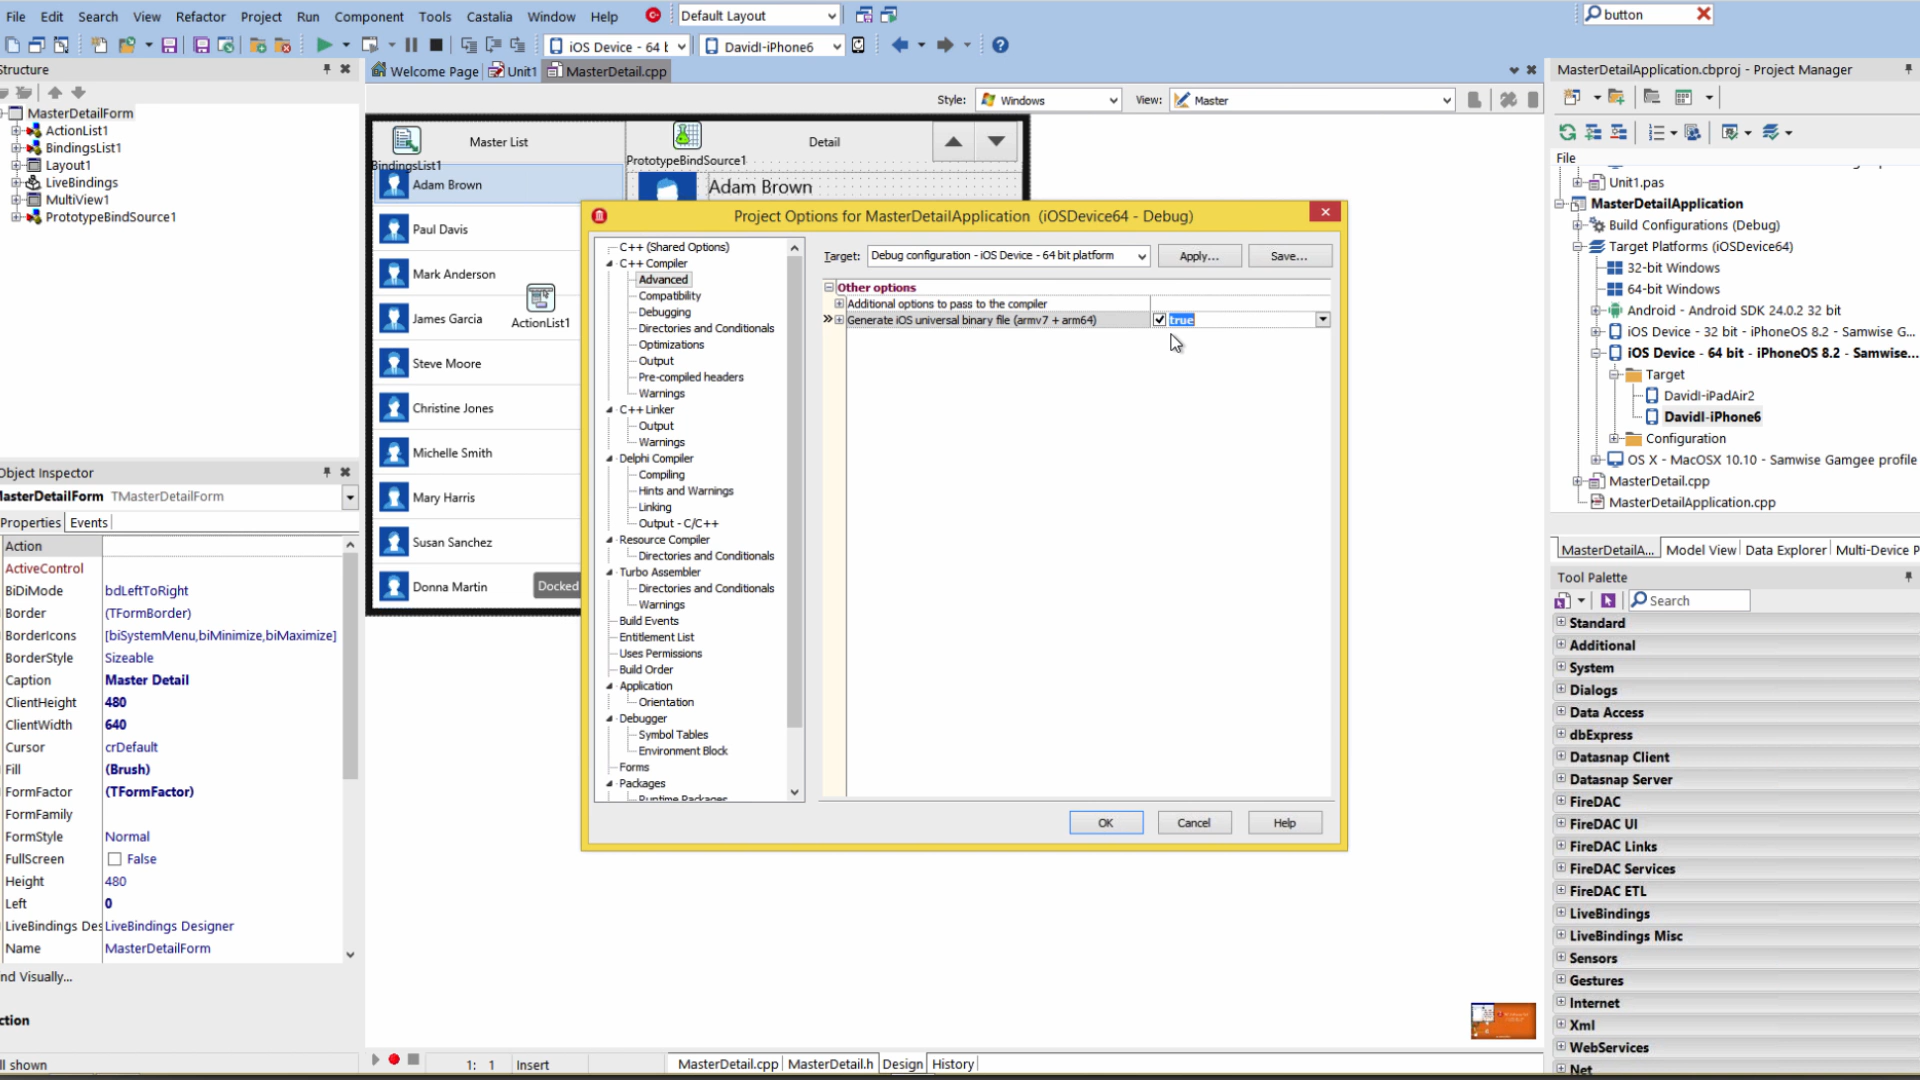 File Edit Search View Refactor Project Run Component Tools Castalia Window Help Default Layout button
iOS Device - 64 t DavidI-iPhone6
Structure
Welcome Page Unit1 MasterDetail.cpp
MasterDetailApplication.cbproj - Project Manager
Style: Windows View: Master
MasterDetailForm
ActionList1
BindingsList1
Layout1
LiveBindings
MultiView1
PrototypeBindSource1
Master List
Detail
BindingsList1
PrototypeBindSource1
Adam Brown
Adam Brown
Paul Davis
Mark Anderson
James Garcia
ActionList1
Steve Moore
Christine Jones
Michelle Smith
Mary Harris
Susan Sanchez
Donna Martin
Docked
Project Options for MasterDetailApplication (iOSDevice64 - Debug)
C++ (Shared Options)
C++ Compiler
Advanced
Compatibility
Debugging
Directories and Conditionals
Optimizations
Output
Pre-compiled headers
Warnings
C++ Linker
Output
Warnings
Delphi Compiler
Compiling
Hints and Warnings
Linking
Output - C/C++
Resource Compiler
Directories and Conditionals
Turbo Assembler
Directories and Conditionals
Warnings
Build Events
Entitlement List
Uses Permissions
Build Order
Application
Orientation
Debugger
Symbol Tables
Environment Block
Forms
Packages
Runtime Packages
Target: Debug configuration - iOS Device - 64 bit platform Apply... Save...
Other options
Additional options to pass to the compiler
Generate iOS universal binary file (armv7 + arm64) true
OK Cancel Help
File
Unit1.pas
MasterDetailApplication
Build Configurations (Debug)
Target Platforms (iOSDevice64)
32-bit Windows
64-bit Windows
Android - Android SDK 24.0.2 32 bit
iOS Device - 32 bit - iPhoneOS 8.2 - Samwise G...
iOS Device - 64 bit - iPhoneOS 8.2 - Samwise...
Target
DavidI-iPadAir2
DavidI-iPhone6
Configuration
OS X - MacOSX 10.10 - Samwise Gamgee profile
MasterDetail.cpp
MasterDetailApplication.cpp
MasterDetailA... Model View Data Explorer Multi-Device P
Tool Palette
Search
Standard
Additional
System
Dialogs
Data Access
dbExpress
Datasnap Client
Datasnap Server
FireDAC
FireDAC UI
FireDAC Links
FireDAC Services
FireDAC ETL
LiveBindings
LiveBindings Misc
Sensors
Gestures
Internet
Xml
WebServices
Net
Object Inspector
MasterDetailForm TMasterDetailForm
Properties Events
Action
ActiveControl
BiDiMode bdLeftToRight
Border (TFormBorder)
BorderIcons [biSystemMenu,biMinimize,biMaximize]
BorderStyle Sizeable
Caption Master Detail
ClientHeight 480
ClientWidth 640
Cursor crDefault
Fill (Brush)
FormFactor (TFormFactor)
FormFamily
FormStyle Normal
FullScreen False
Height 480
Left 0
LiveBindings Des LiveBindings Designer
Name MasterDetailForm
nd Visually...
ction
ll shown
1: 1 Insert
MasterDetail.cpp MasterDetail.h Design History